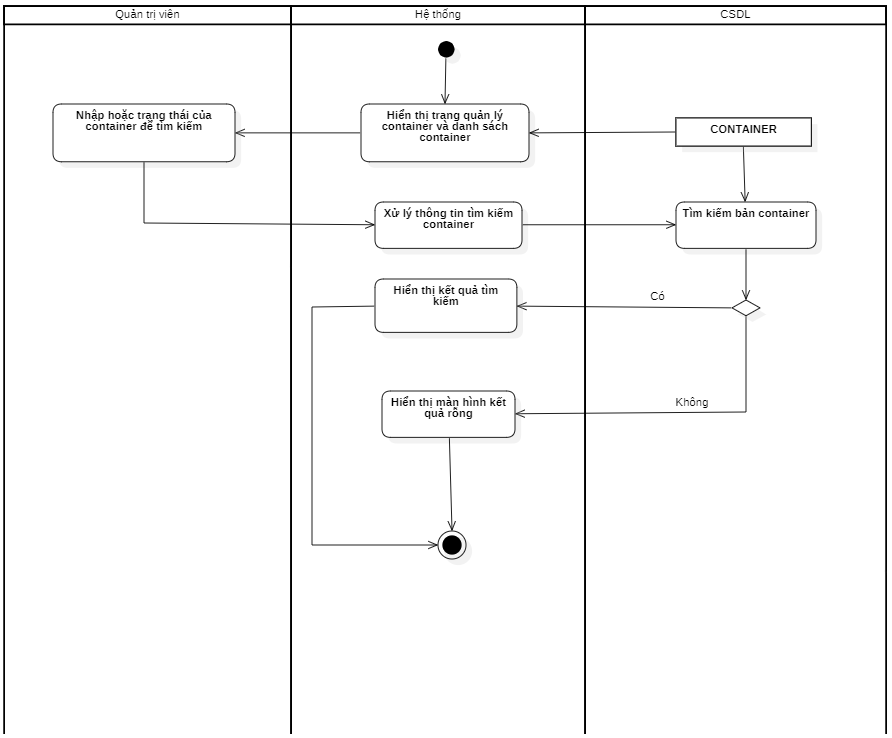 Quản trị viên
Hệ thống
CSDL
Nhập hoặc trạng thái của
container để tìm kiếm
Hiển thị trạng quản lý
container và danh sách
container
CONTAINER
Xử lý thông tin tìm kiếm
container
Tìm kiếm bản container
Hiển thị kết quả tìm
kiếm
Có
Hiển thị màn hình kết
quả rỗng
Không